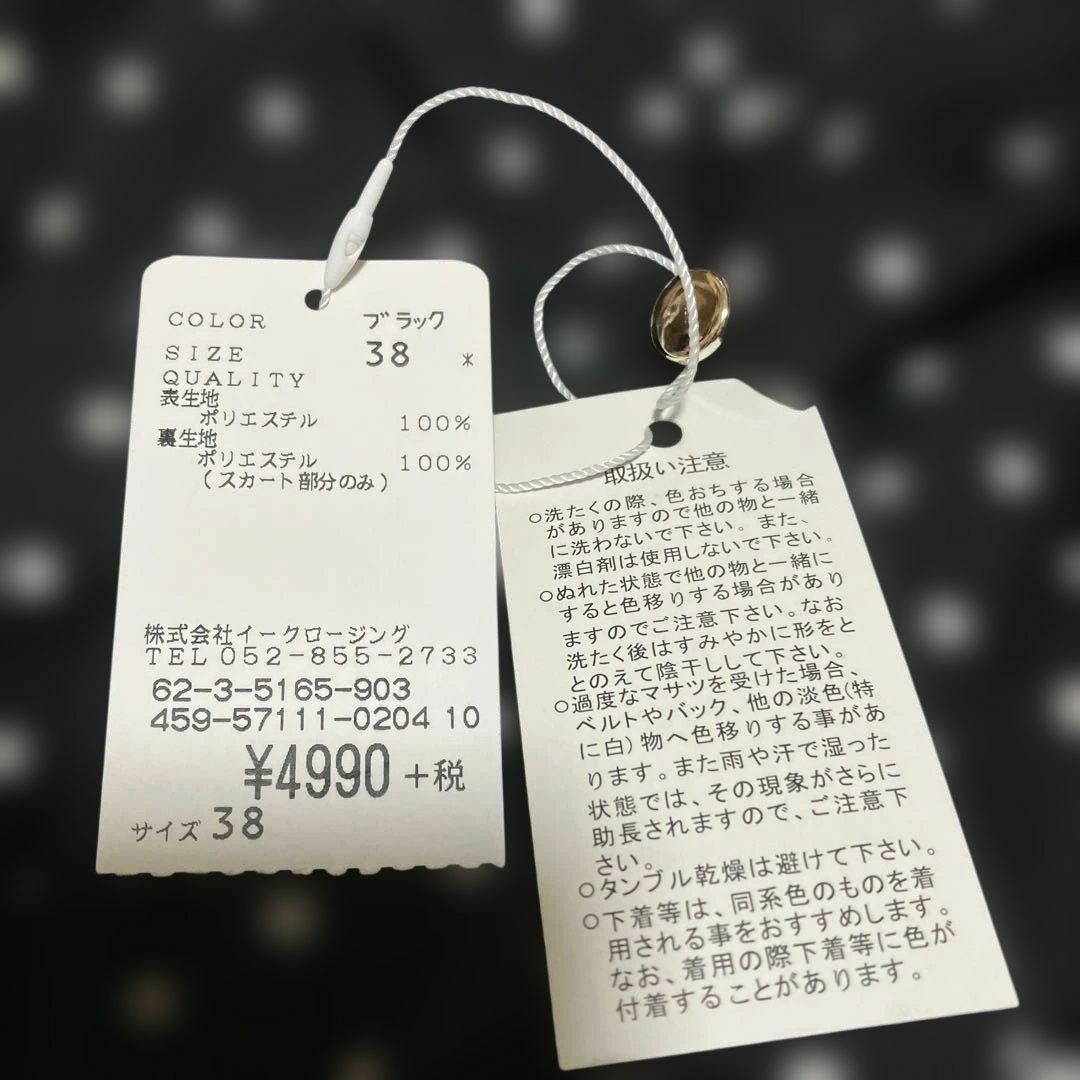 COLOR ブラック
SIZE 38 *
QUALITY
表生地
ポリエステル 100%
裏生地
ポリエステル 100%
(スカート部分のみ)
株式会社イークロージング
TEL052-855-2733
62-3-5165-903
459-57111-0204 10
¥4990+税
サイズ 38
取扱い注意
○洗たくの際、色おちする場合
がありますので他の物と一緒
に洗わないで下さい。また、
漂白剤は使用しないで下さい。
○ぬれた状態で他の物と一緒に
すると色移りする場合があり
ますのでご注意下さい。なお
洗たく後はすみやかに形をと
とのえて陰干しして下さい。
○過度なマサツを受けた場合、
ベルトやバック、他の淡色(特
に白)物へ色移りする事があ
ります。また雨や汗で湿った
状態では、その現象がさらに
助長されますので、ご注意下
さい。
○タンブル乾燥は避けて下さい。
○下着等は、同系色のものを着
用される事をおすすめします。
なお、着用の際下着等に色が
付着することがあります。